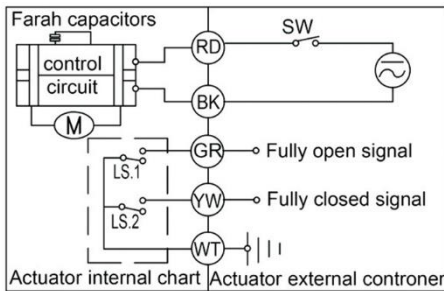 Farah capacitors
control
circuit
M
RD
SW
BK
GR
Fully open signal
LS.1
YW
Fully closed signal
LS.2
WT
Actuator internal chart
Actuator external controner